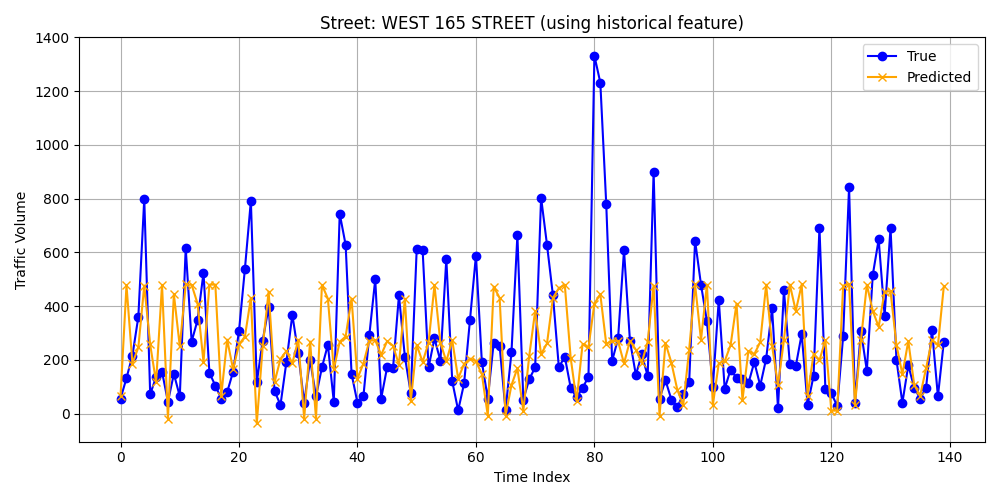 Street: WEST 165 STREET (using historical feature)
True
Predicted
Traffic Volume
1400
1200
1000
800
600
400
200
0
0 20 40 60 80 100 120 140
Time Index